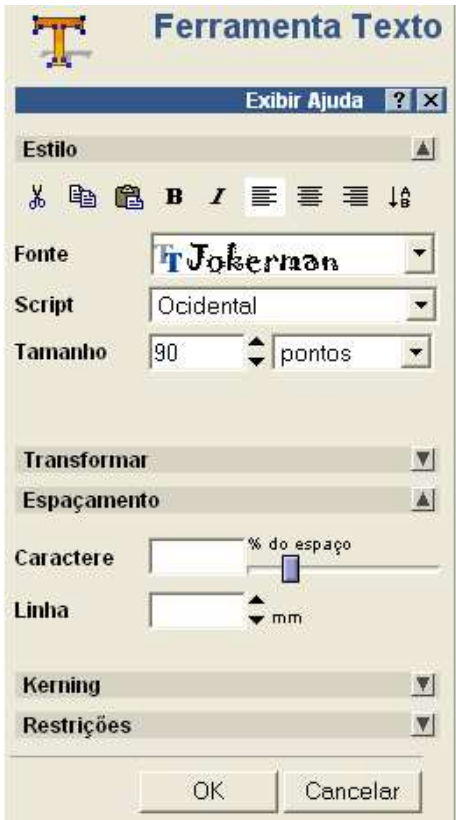 Ferramenta Texto
Exibir Ajuda ? ×
Estilo
B I
Fonte Jokerman
Script Ocidental
Tamanho 90 pontos
Transformar
Espaçamento
Caractere % do espaço
Linha mm
Kerning
Restrições
OK Cancelar